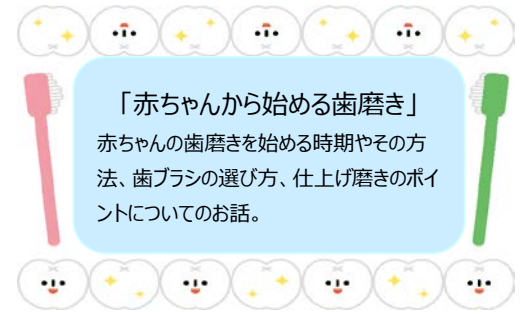 「赤ちゃんから始める歯磨き」
赤ちゃんの歯磨きを始める時期やその方
法、歯ブラシの選び方、仕上げ磨きのポイ
ントについてのお話。